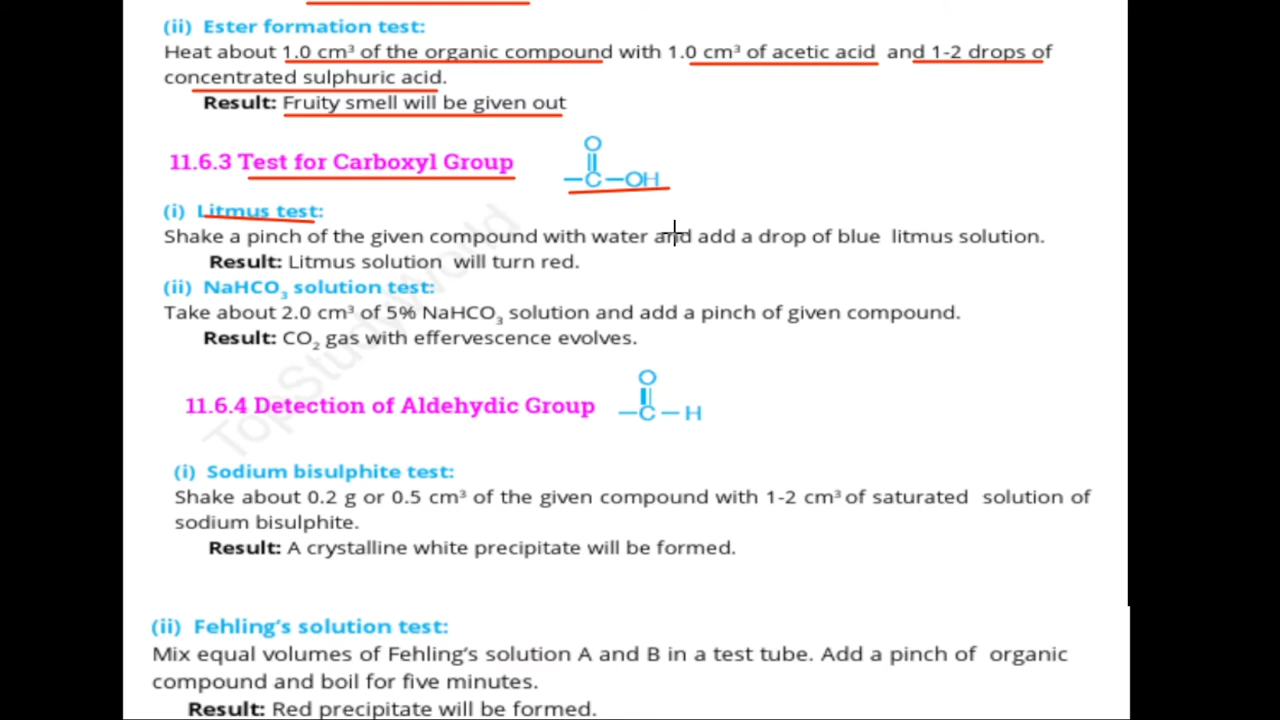 (ii) Ester formation test:
Heat about 1.0 cm³ of the organic compound with 1.0 cm³ of acetic acid and 1-2 drops of
concentrated sulphuric acid.
Result: Fruity smell will be given out
O
11.6.3 Test for Carboxyl Group
–C–OH
(i) Litmus test:
Shake a pinch of the given compound with water and add a drop of blue litmus solution.
Result: Litmus solution will turn red.
(ii) NaHCO₃ solution test:
Take about 2.0 cm³ of 5% NaHCO₃ solution and add a pinch of given compound.
Result: CO₂ gas with effervescence evolves.
O
11.6.4 Detection of Aldehydic Group
–C–H
(i) Sodium bisulphite test:
Shake about 0.2 g or 0.5 cm³ of the given compound with 1-2 cm³ of saturated solution of
sodium bisulphite.
Result: A crystalline white precipitate will be formed.
(ii) Fehling's solution test:
Mix equal volumes of Fehling's solution A and B in a test tube. Add a pinch of organic
compound and boil for five minutes.
Result: Red precipitate will be formed.
TopStudyWorld